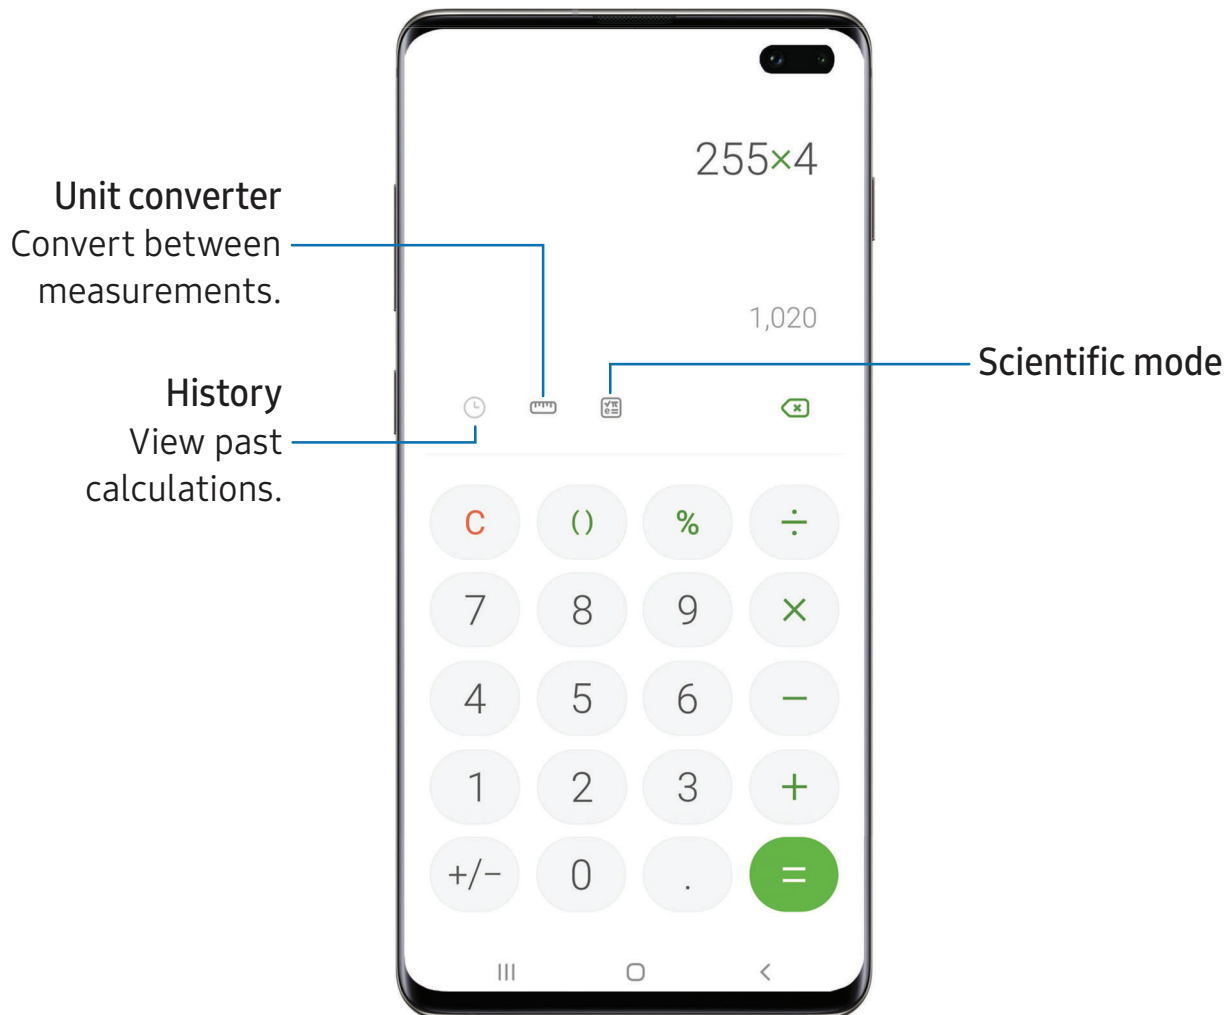 255×4
Unit converter
Convert between
measurements.
1,020
Scientific mode
History
View past
calculations.
√π
e=
C () % ÷
7 8 9 ×
4 5 6 −
1 2 3 +
+/− 0 . =